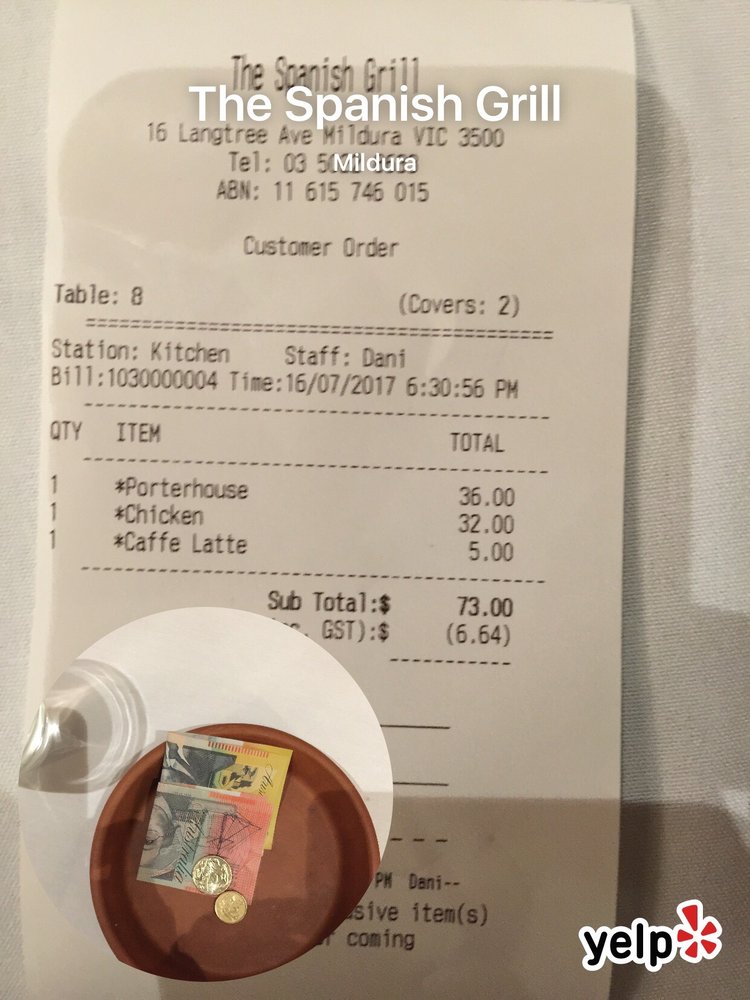 The Spanish Grill
The Spanish Grill
16 Langtree Ave Mildura VIC 3500
Tel: 03
Mildura
ABN: 11 615 746 015
Customer Order
Table: 8 (Covers: 2)
Station: Kitchen Staff: Dani
Bill:1030000004 Time:16/07/2017 6:30:56 PM
QTY ITEM TOTAL
1 *Porterhouse 36.00
1 *Chicken 32.00
1 *Caffe Latte 5.00
Sub Total:$ 73.00
GST):$ (6.64)
Australia
PM Dani--
item(s)
coming
yelp